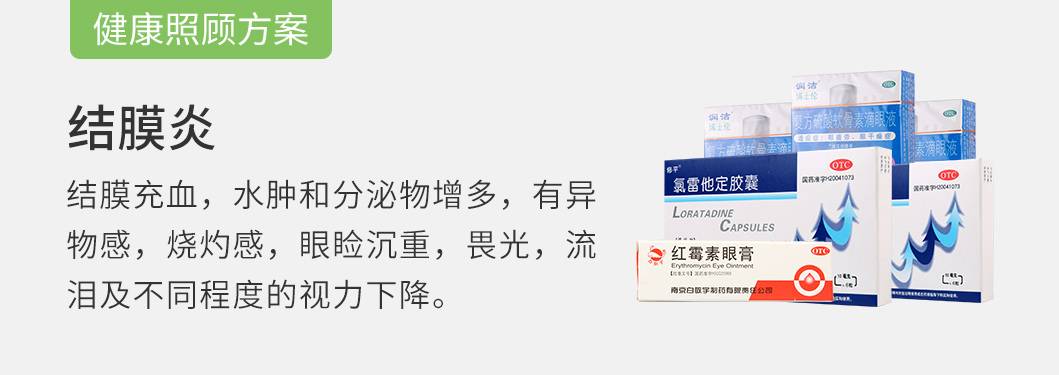 健康照顾方案
结膜炎
结膜充血，水肿和分泌物增多，有异
物感，烧灼感，眼睑沉重，畏光，流
泪及不同程度的视力下降。
润洁
博士伦
OTC
复方硫酸软骨素滴眼液
润洁
博士伦
复方硫酸软骨素
OTC
素滴眼液
修平
OTC
国药准字H20041073
氯雷他定胶囊
LORATADINE
CAPSULES
OTC
国药准字H20041073
红霉素眼膏
OTC
Erythromycin Eye Ointment
南京白敬宇制药有限责任公司